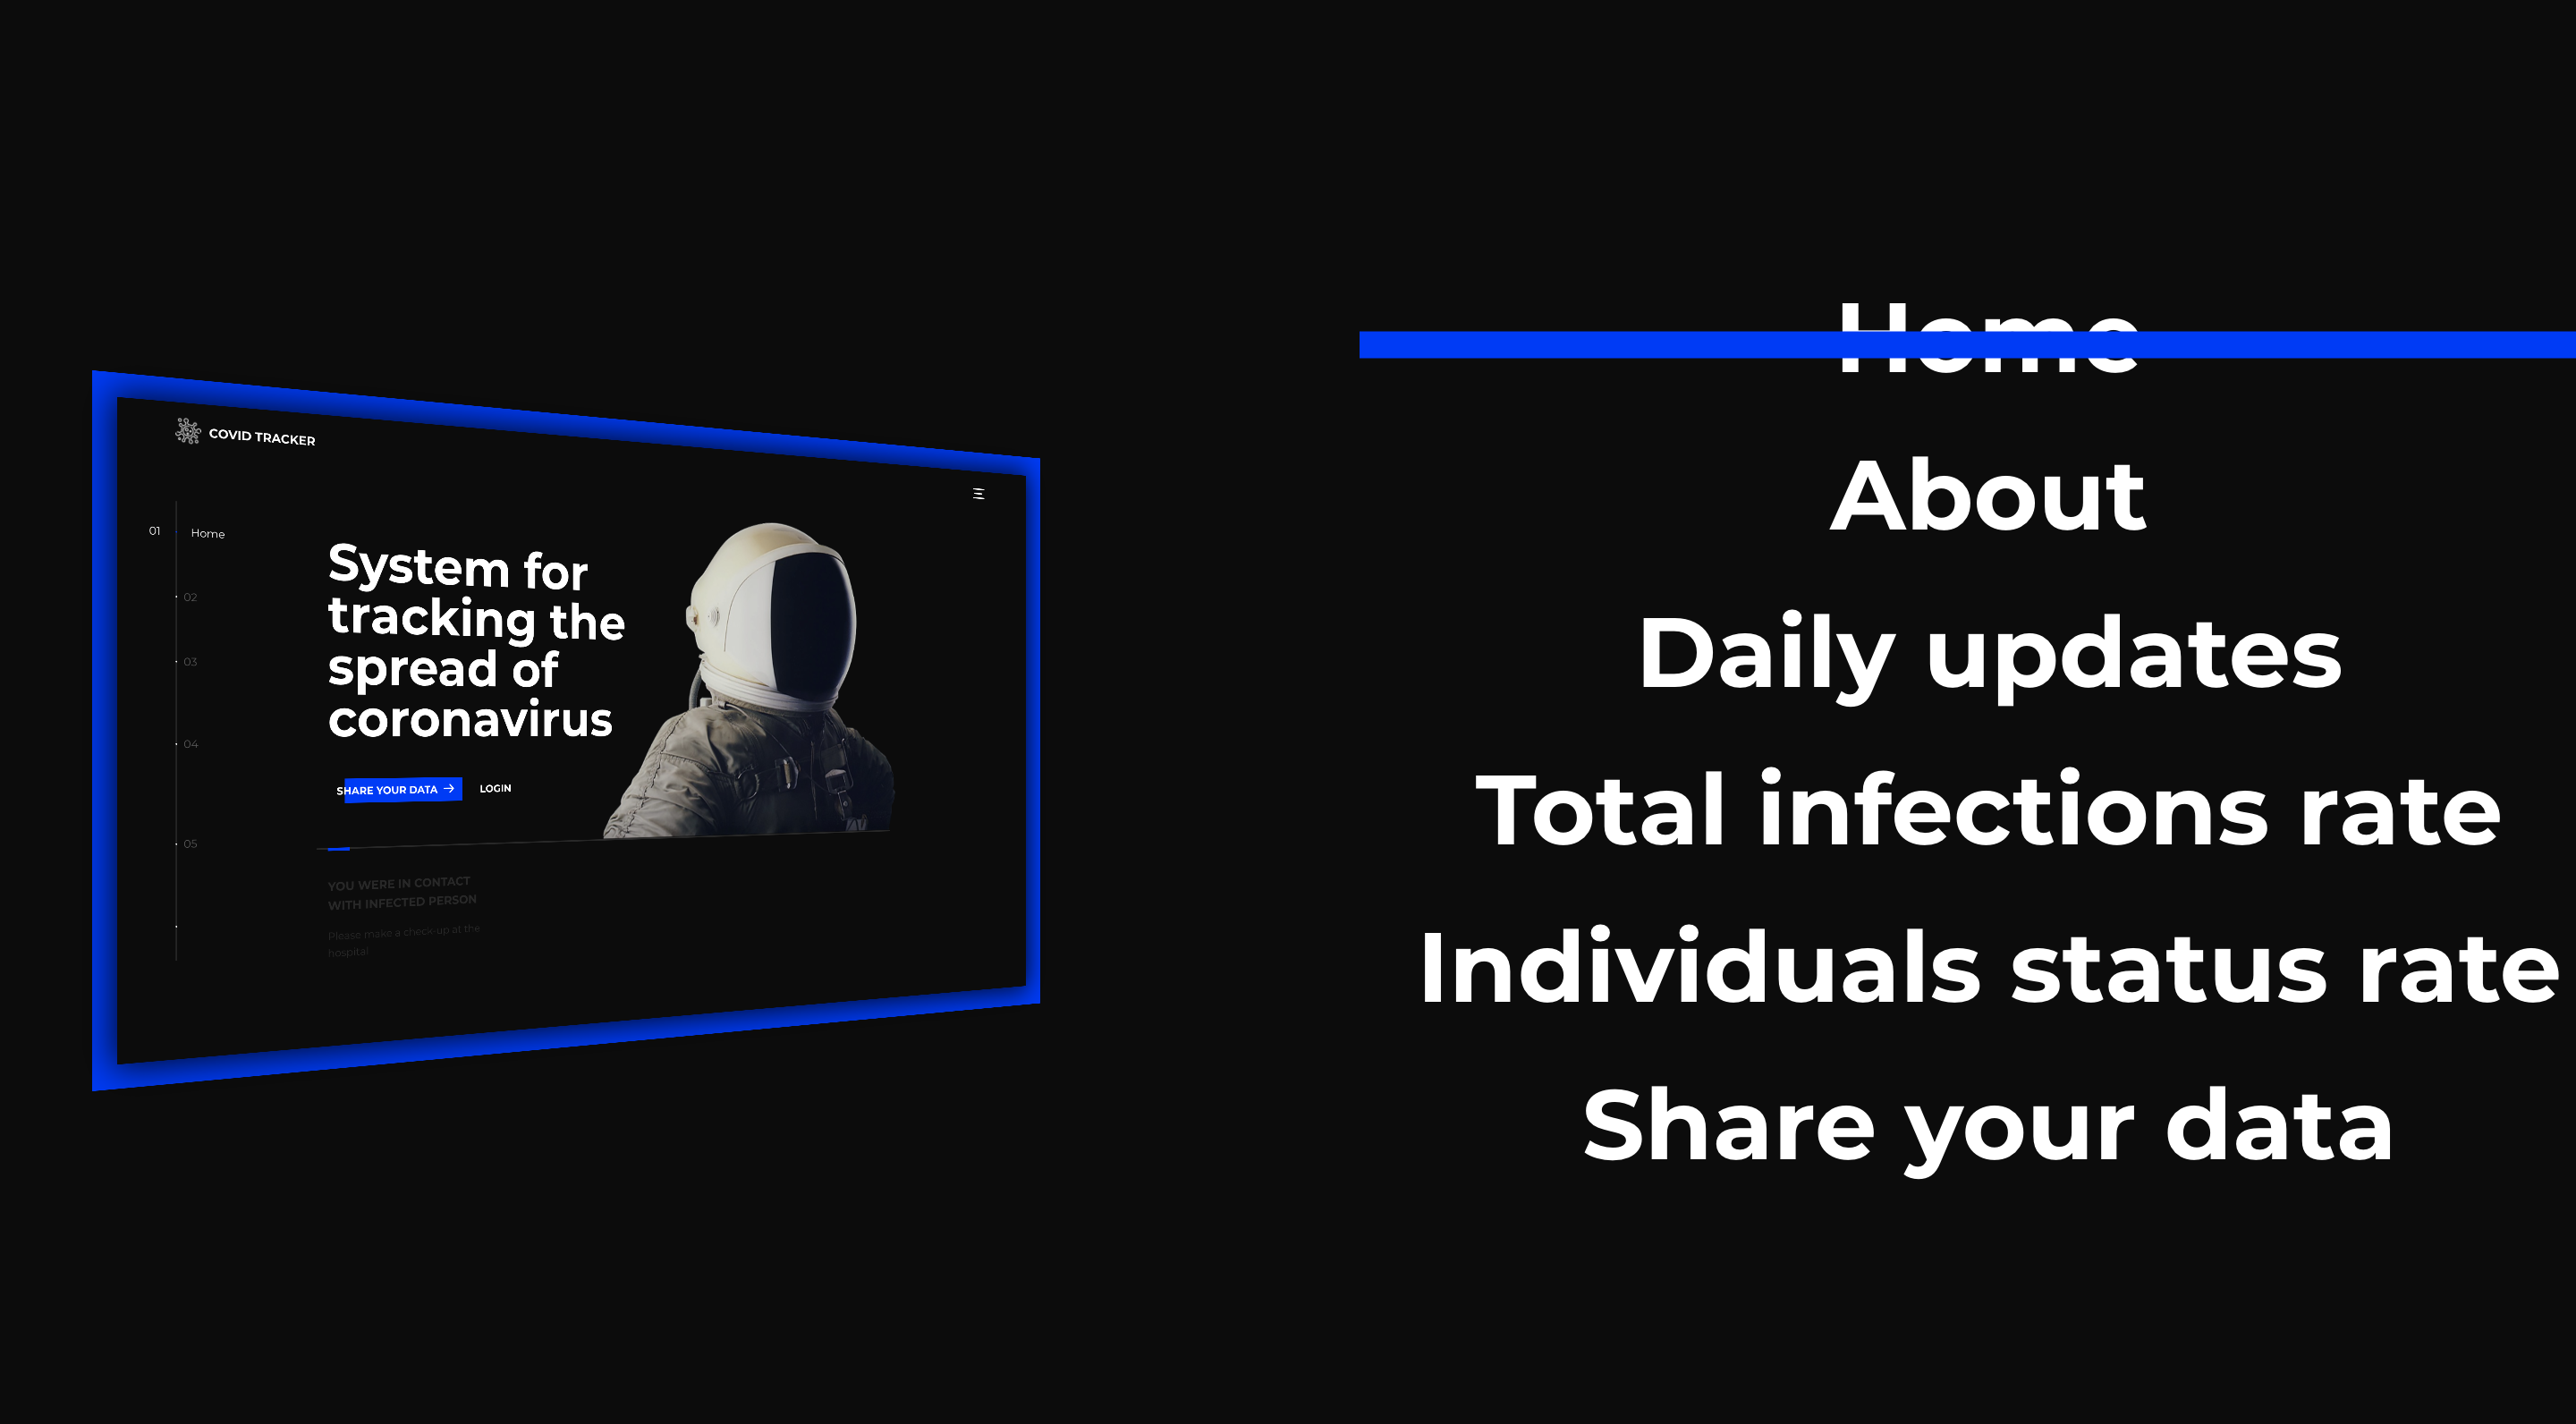 COVID TRACKER
01 Home
02
03
04
05
System for
tracking the
spread of
coronavirus
SHARE YOUR DATA → LOGIN
YOU WERE IN CONTACT
WITH INFECTED PERSON
Please make a check-up at the
hospital
Home
About
Daily updates
Total infections rate
Individuals status rate
Share your data